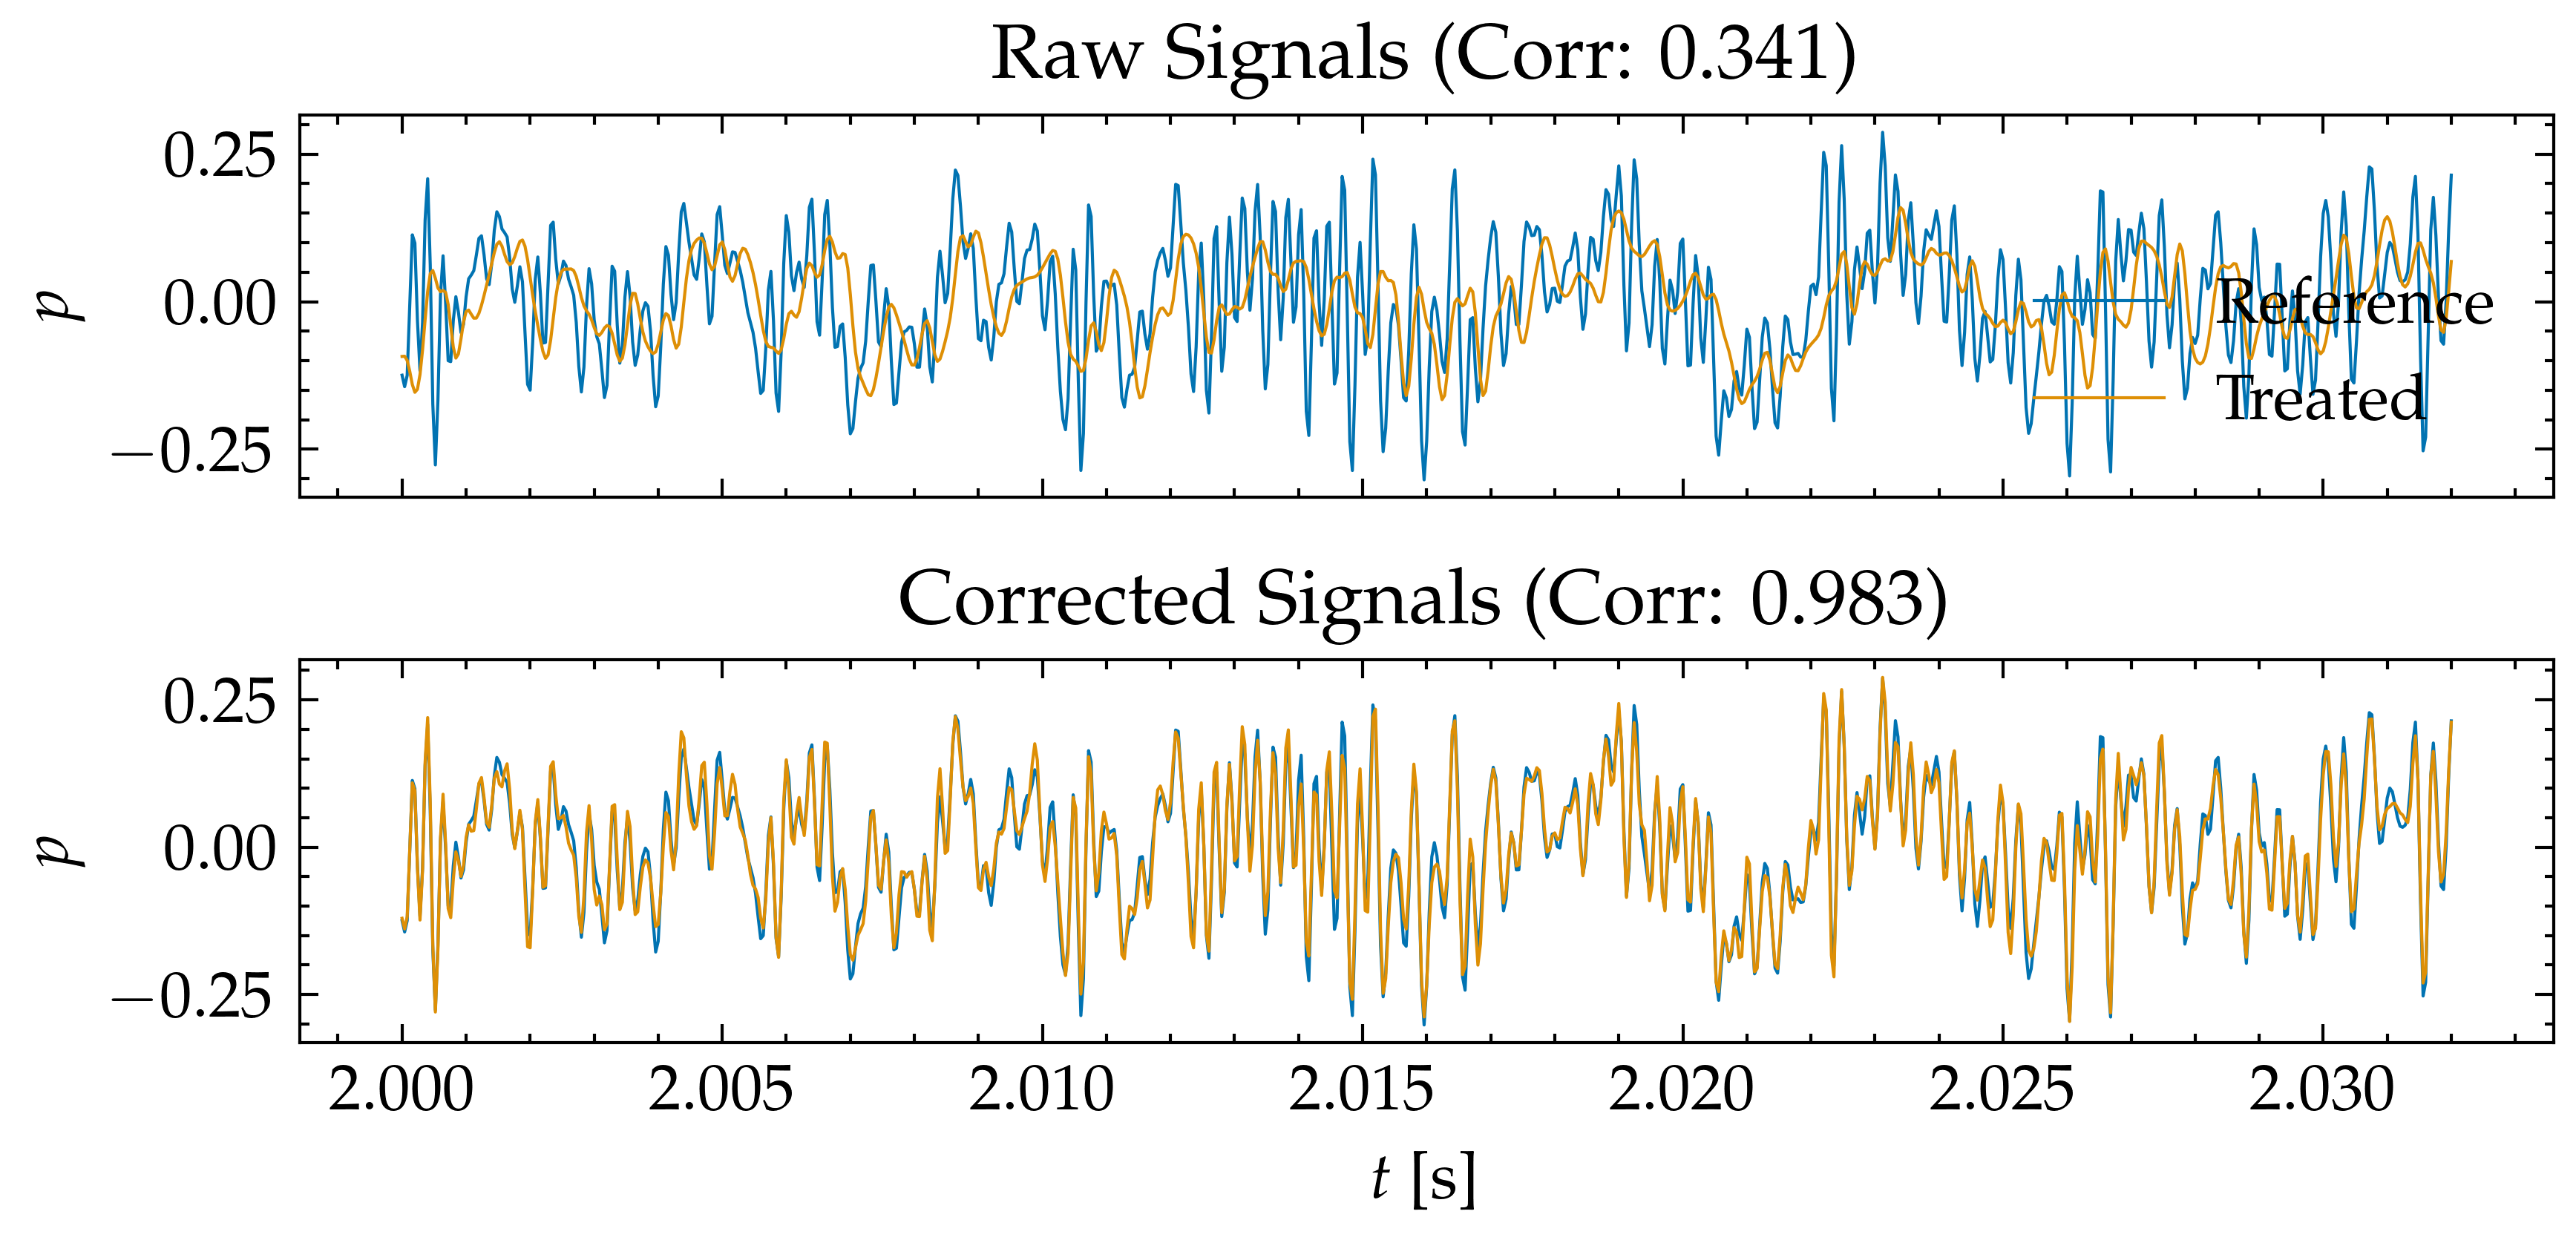 Raw Signals (Corr: 0.341)
0.25
0.00
−0.25
p
Reference
Treated
Corrected Signals (Corr: 0.983)
0.25
0.00
−0.25
p
2.000 2.005 2.010 2.015 2.020 2.025 2.030
t [s]